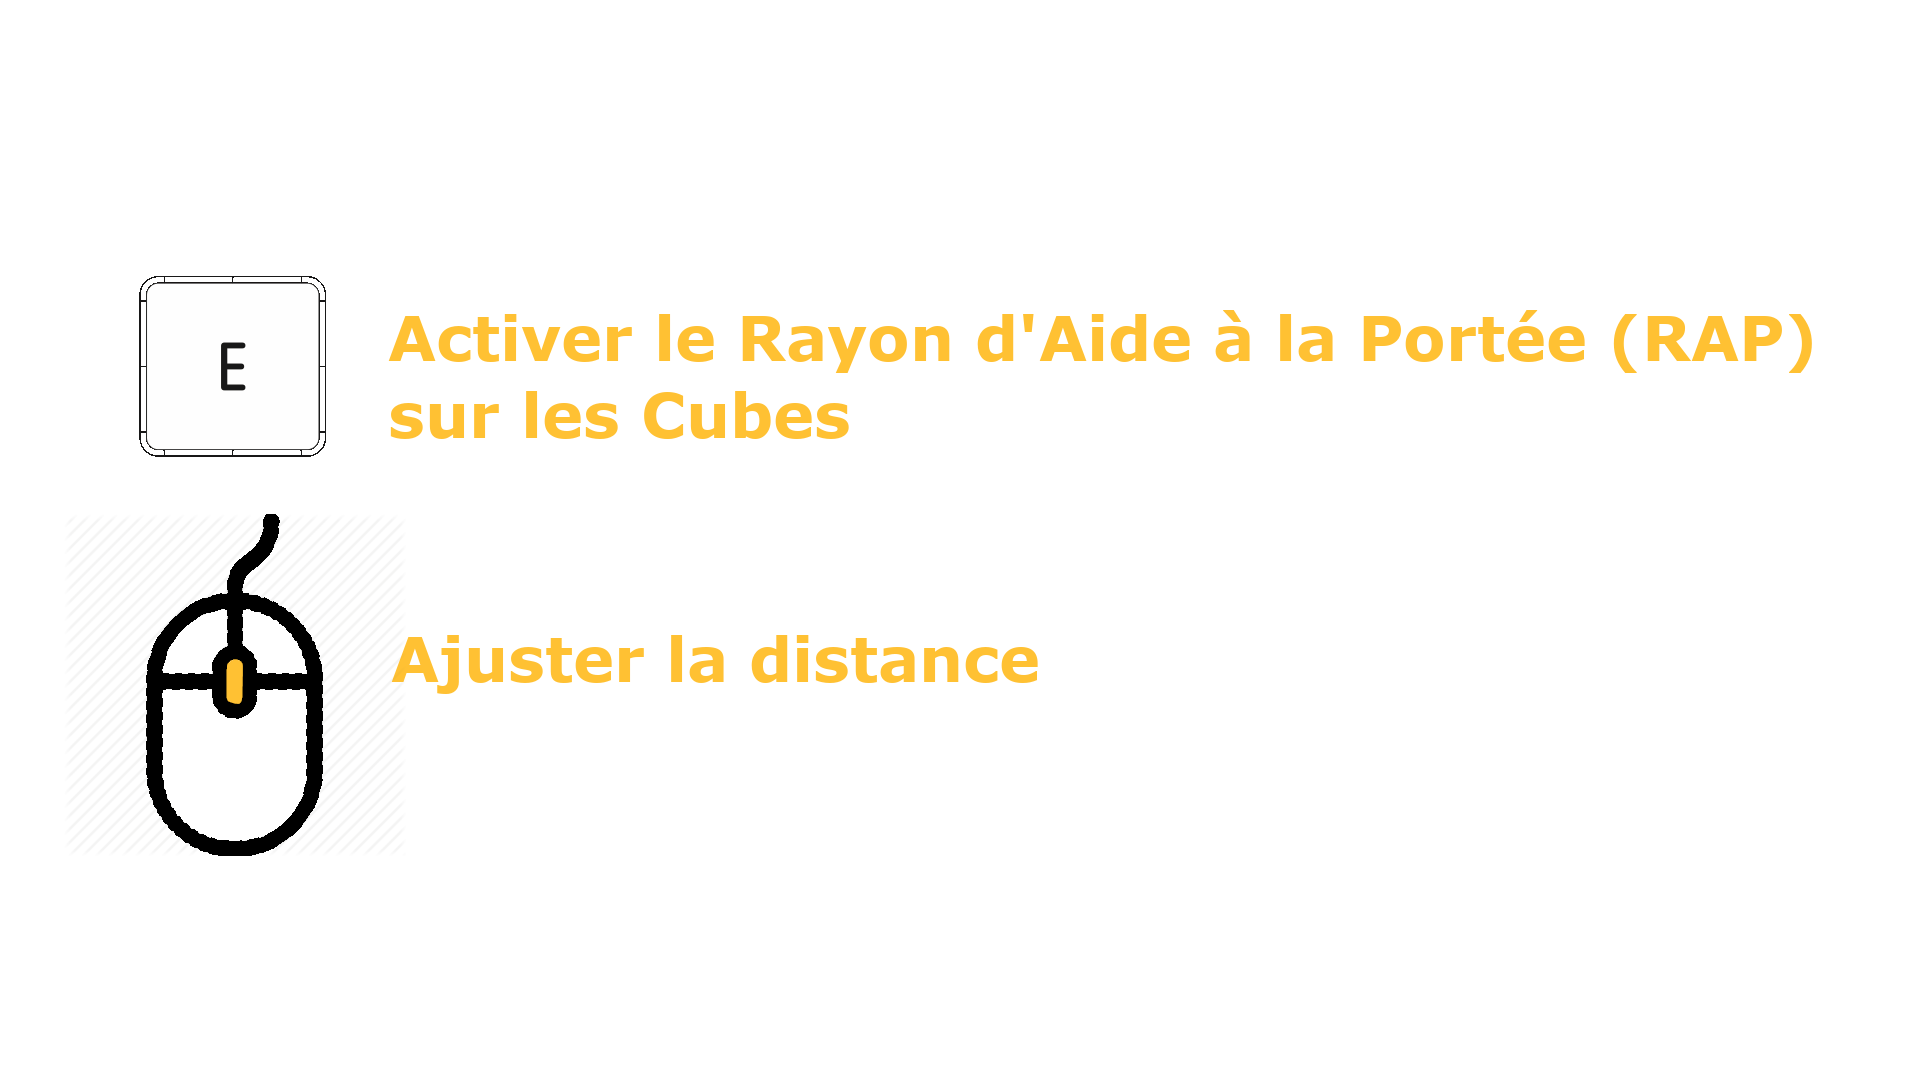 E
Activer le Rayon d'Aide à la Portée (RAP)
sur les Cubes
Ajuster la distance